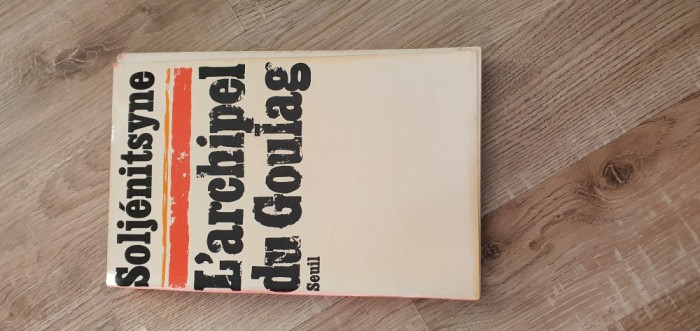 Soljénitsyne
L'archipel
du Goulag
Seuil